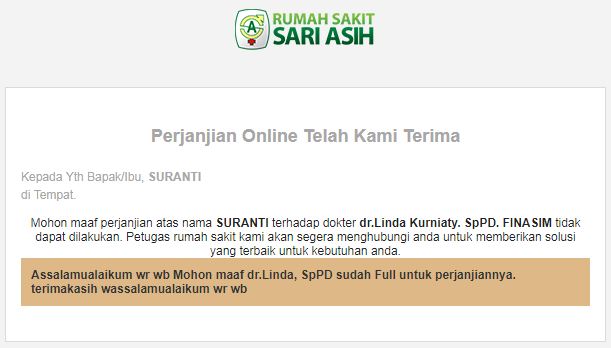 RUMAH SAKIT
SARI ASIH
Perjanjian Online Telah Kami Terima
Kepada Yth Bapak/Ibu, SURANTI
di Tempat.
Mohon maaf perjanjian atas nama SURANTI terhadap dokter dr.Linda Kurniaty. SpPD. FINASIM tidak
dapat dilakukan. Petugas rumah sakit kami akan segera menghubungi anda untuk memberikan solusi
yang terbaik untuk kebutuhan anda.
Assalamualaikum wr wb Mohon maaf dr.Linda, SpPD sudah Full untuk perjanjiannya.
terimakasih wassalamualaikum wr wb